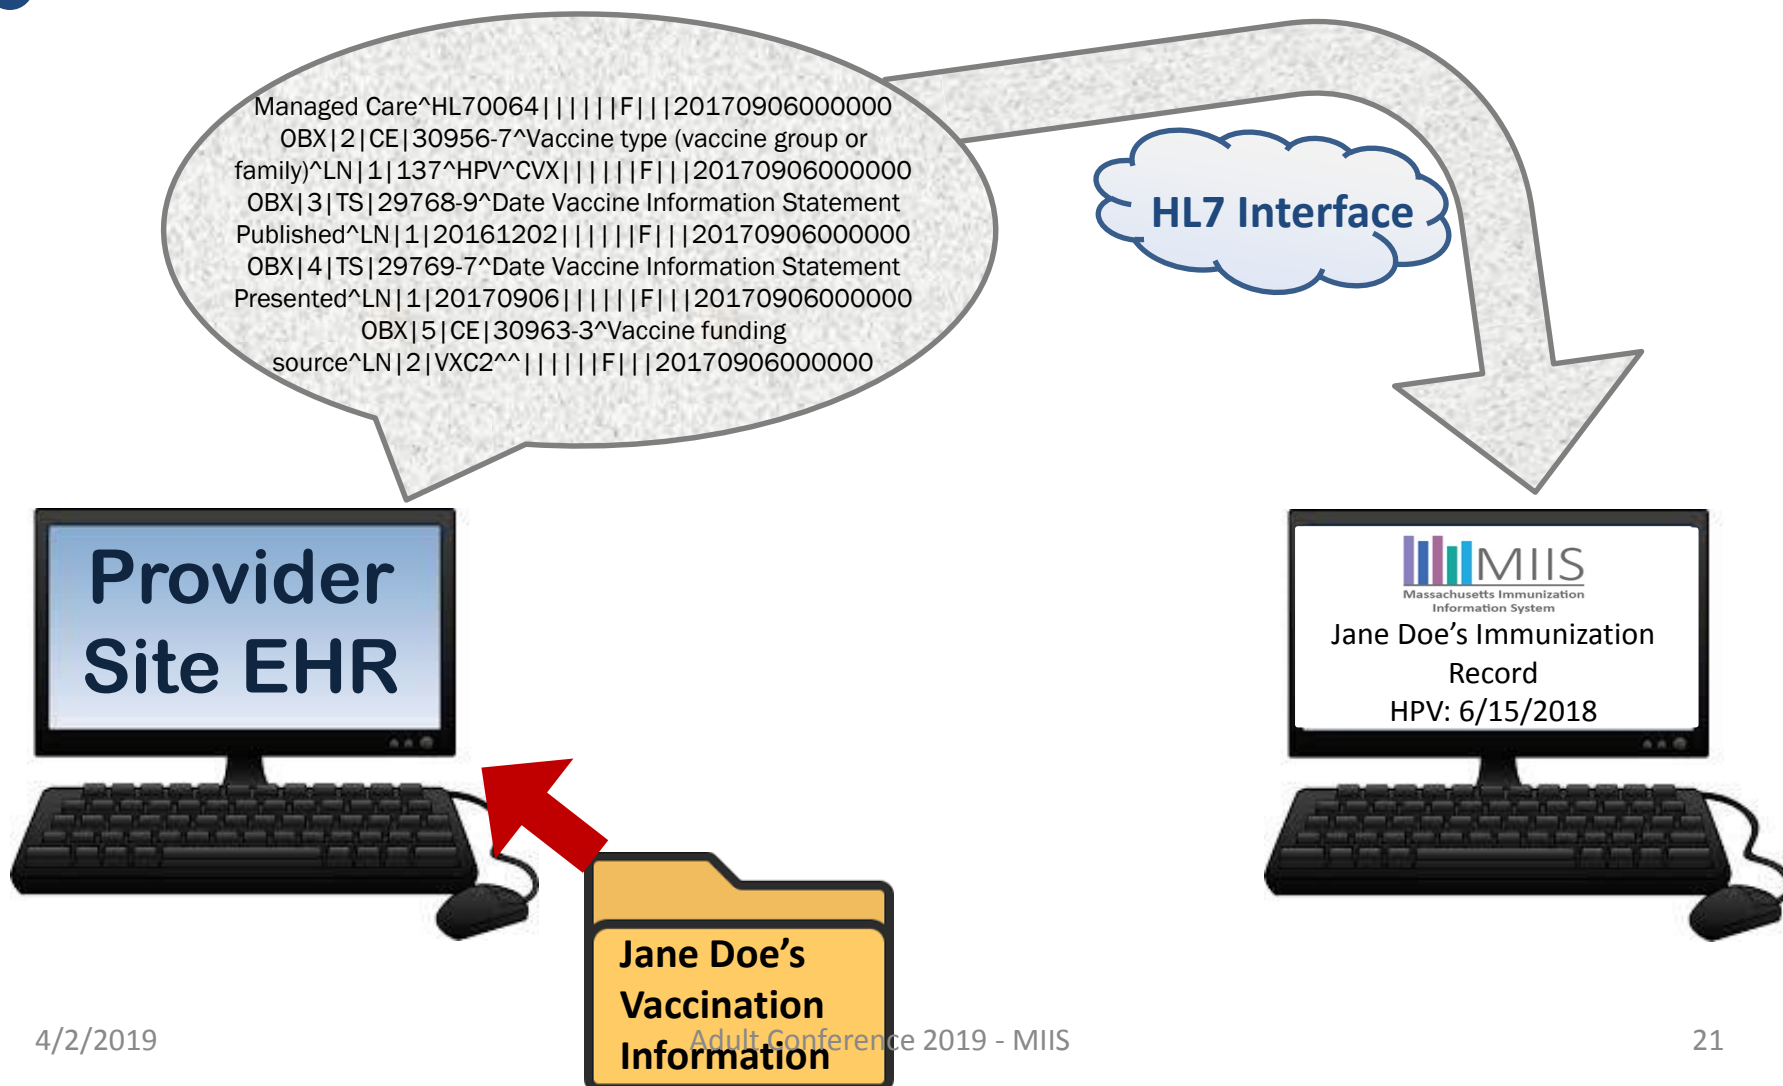 Managed Care^HL70064||||||F|||20170906000000
OBX|2|CE|30956-7^Vaccine type (vaccine group or
family)^LN|1|137^HPV^CVX||||||F|||20170906000000
OBX|3|TS|29768-9^Date Vaccine Information Statement
Published^LN|1|20161202||||||F|||20170906000000
OBX|4|TS|29769-7^Date Vaccine Information Statement
Presented^LN|1|20170906||||||F|||20170906000000
OBX|5|CE|30963-3^Vaccine funding
source^LN|2|VXC2^^||||||F|||20170906000000
HL7 Interface
Provider
Site EHR
MIIS
Massachusetts Immunization
Information System
Jane Doe’s Immunization
Record
HPV: 6/15/2018
Jane Doe’s
Vaccination
Information
4/2/2019
Adult Conference 2019 - MIIS
21